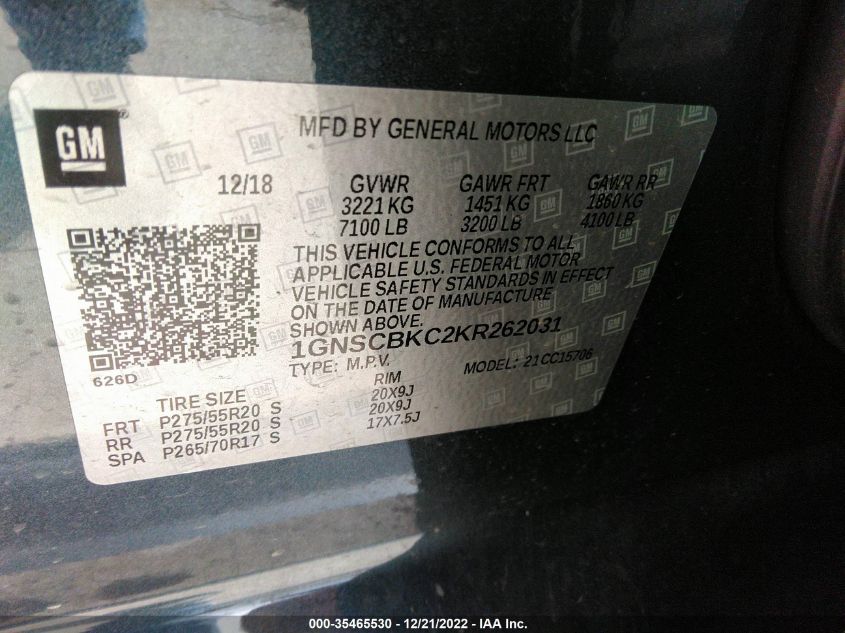 GM ®
MFD BY GENERAL MOTORS LLC
12/18 GVWR GAWR FRT GAWR RR
3221 KG 1451 KG 1860 KG
7100 LB 3200 LB 4100 LB
THIS VEHICLE CONFORMS TO ALL
APPLICABLE U.S. FEDERAL MOTOR
VEHICLE SAFETY STANDARDS IN EFFECT
ON THE DATE OF MANUFACTURE
SHOWN ABOVE.
1GNSCBKC2KR262031
TYPE: M.P.V. MODEL: 21 CC15706
626D
TIRE SIZE RIM
FRT P275/55R20 S 20X9J
RR P275/55R20 S 20X9J
SPA P265/70R17 S 17X7.5J
000-35465530 - 12/21/2022 - IAA Inc.